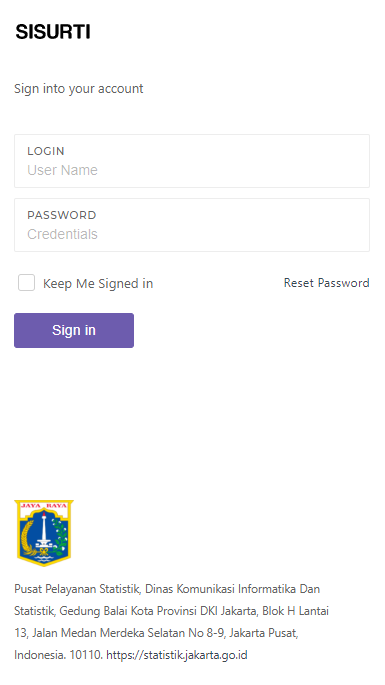 SISURTI
Sign into your account
LOGIN
User Name
PASSWORD
Credentials
Keep Me Signed in
Reset Password
Sign in
JAYA RAYA
Pusat Pelayanan Statistik, Dinas Komunikasi Informatika Dan
Statistik, Gedung Balai Kota Provinsi DKI Jakarta, Blok H Lantai
13, Jalan Medan Merdeka Selatan No 8-9, Jakarta Pusat,
Indonesia. 10110. https://statistik.jakarta.go.id